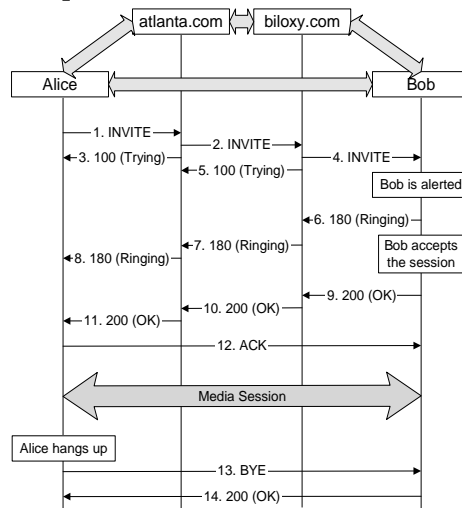 atlanta.com
biloxy.com
Alice
Bob
1. INVITE
2. INVITE
3. 100 (Trying)
4. INVITE
5. 100 (Trying)
Bob is alerted
6. 180 (Ringing)
7. 180 (Ringing)
8. 180 (Ringing)
Bob accepts
the session
9. 200 (OK)
10. 200 (OK)
11. 200 (OK)
12. ACK
Media Session
Alice hangs up
13. BYE
14. 200 (OK)